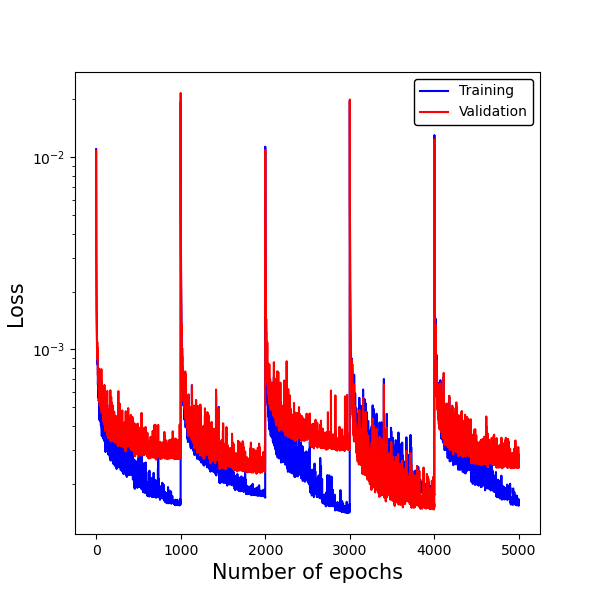 Training
Validation
Loss
10⁻²
10⁻³
0 1000 2000 3000 4000 5000
Number of epochs